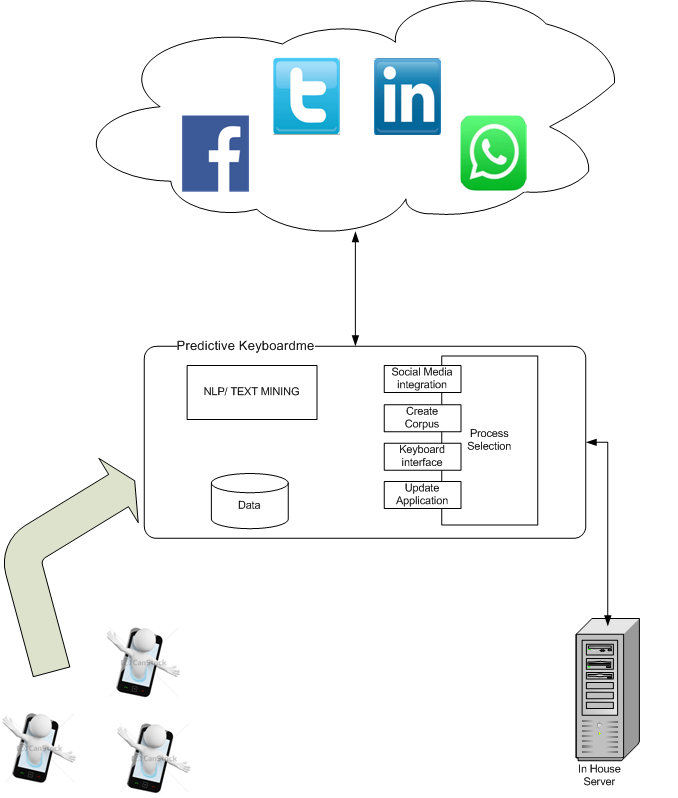 f
t
in
Predictive Keyboardme
NLP/ TEXT MINING
Social Media
integration
Create
Corpus
Keyboard
interface
Update
Application
Process
Selection
Data
(c) CanStock
(c) CanStock
(c) CanStock
In House
Server